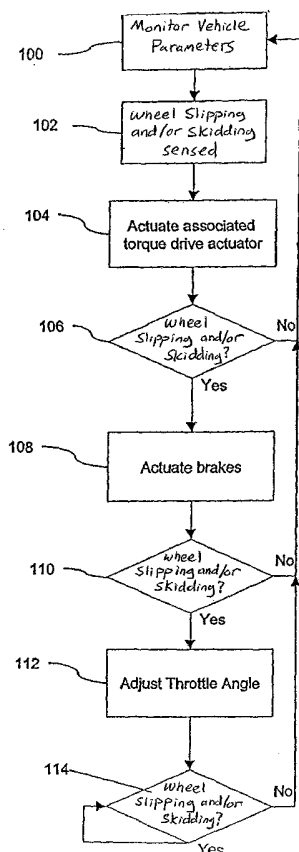 Monitor Vehicle
Parameters
100
Wheel Slipping
and/or Skidding
sensed
102
104
Actuate associated
torque drive actuator
106
Wheel
Slipping and/or
Skidding?
No
Yes
108
Actuate brakes
110
Wheel
Slipping and/or
Skidding?
No
Yes
112
Adjust Throttle Angle
114
Wheel
Slipping and/or
Skidding?
No
Yes